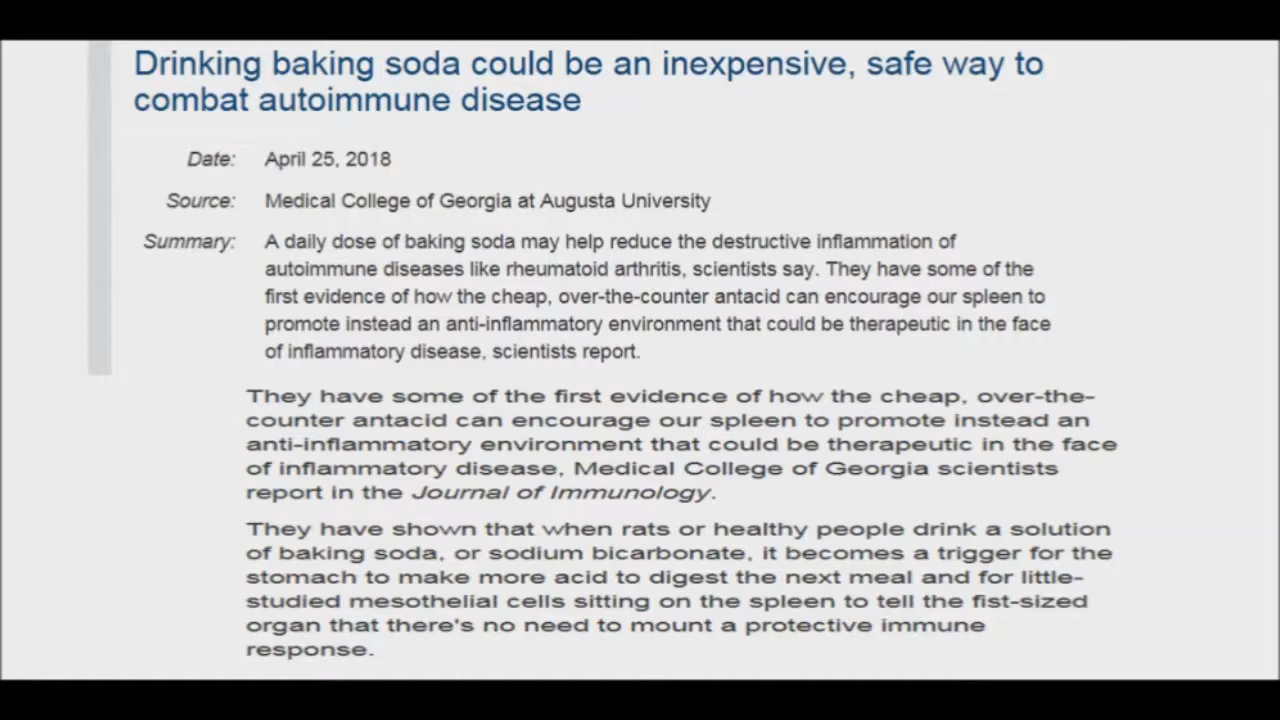 Drinking baking soda could be an inexpensive, safe way to
combat autoimmune disease
Date: April 25, 2018
Source: Medical College of Georgia at Augusta University
Summary: A daily dose of baking soda may help reduce the destructive inflammation of
autoimmune diseases like rheumatoid arthritis, scientists say. They have some of the
first evidence of how the cheap, over-the-counter antacid can encourage our spleen to
promote instead an anti-inflammatory environment that could be therapeutic in the face
of inflammatory disease, scientists report.
They have some of the first evidence of how the cheap, over-the-
counter antacid can encourage our spleen to promote instead an
anti-inflammatory environment that could be therapeutic in the face
of inflammatory disease, Medical College of Georgia scientists
report in the Journal of Immunology.
They have shown that when rats or healthy people drink a solution
of baking soda, or sodium bicarbonate, it becomes a trigger for the
stomach to make more acid to digest the next meal and for little-
studied mesothelial cells sitting on the spleen to tell the fist-sized
organ that there's no need to mount a protective immune
response.